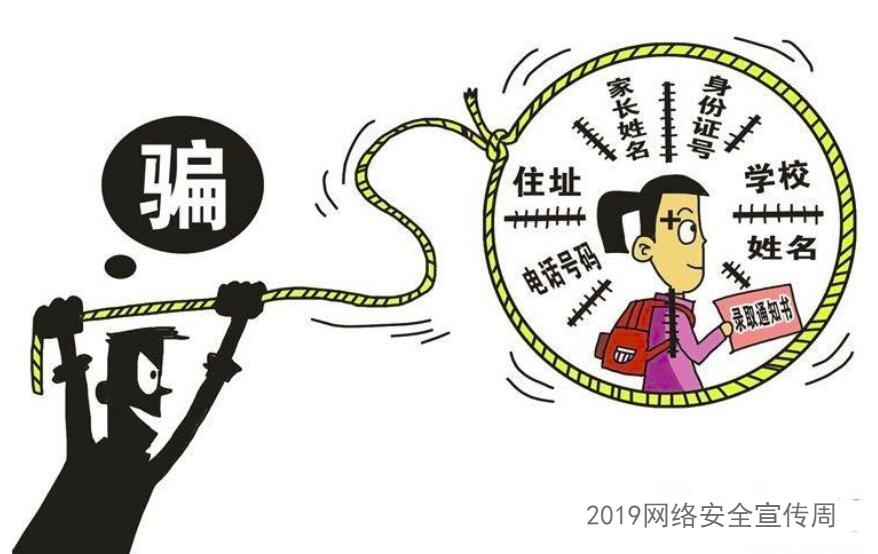 骗
家长姓名
身份证号
住址
学校
电话号码
姓名
录取通知书
2019网络安全宣传周